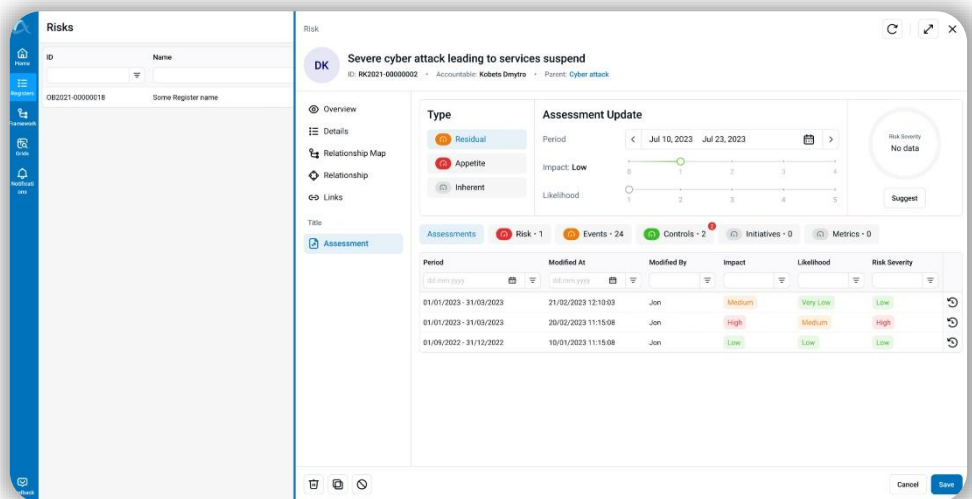 Risks
ID Name
OB2021-00000018 Some Register name
Home
Registers
Framework
Grids
Notificati
ons
Risk
DK
Severe cyber attack leading to services suspend
ID: RK2021-00000002 • Accountable: Kobets Dmytro • Parent: Cyber attack
Overview
Details
Relationship Map
Relationship
Links
Title
Assessment
Type
Residual
Appetite
Inherent
Assessment Update
Period < Jul 10, 2023 Jul 23, 2023 >
Impact: Low
0 1 2 3 4
Likelihood
1 2 3 4 5
Risk Severity
No data
Suggest
Assessments Risk • 1 Events • 24 Controls • 2 2 Initiatives • 0 Metrics • 0
Period Modified At Modified By Impact Likelihood Risk Severity
dd.mm.yyyy dd.mm.yyyy
01/01/2023 - 31/03/2023 21/02/2023 12:10:03 Jon Medium Very Low Low
01/01/2023 - 31/03/2023 20/02/2023 11:15:08 Jon High Medium High
01/09/2022 - 31/12/2022 10/01/2023 11:15:08 Jon Low Low Low
Cancel Save